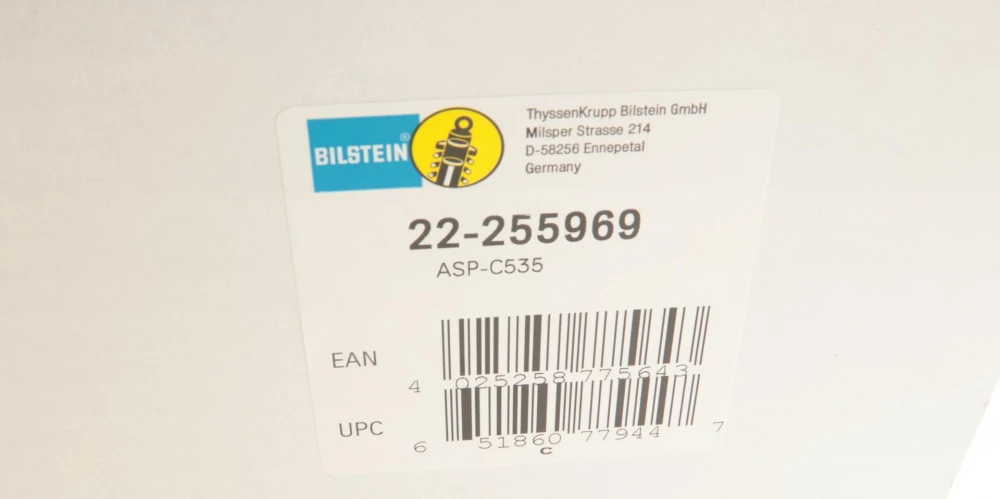 BILSTEIN®
ThyssenKrupp Bilstein GmbH
Milsper Strasse 214
D-58256 Ennepetal
Germany
22-255969
ASP-C535
EAN
4 025258 775643
UPC
6 51860 77944 7
C